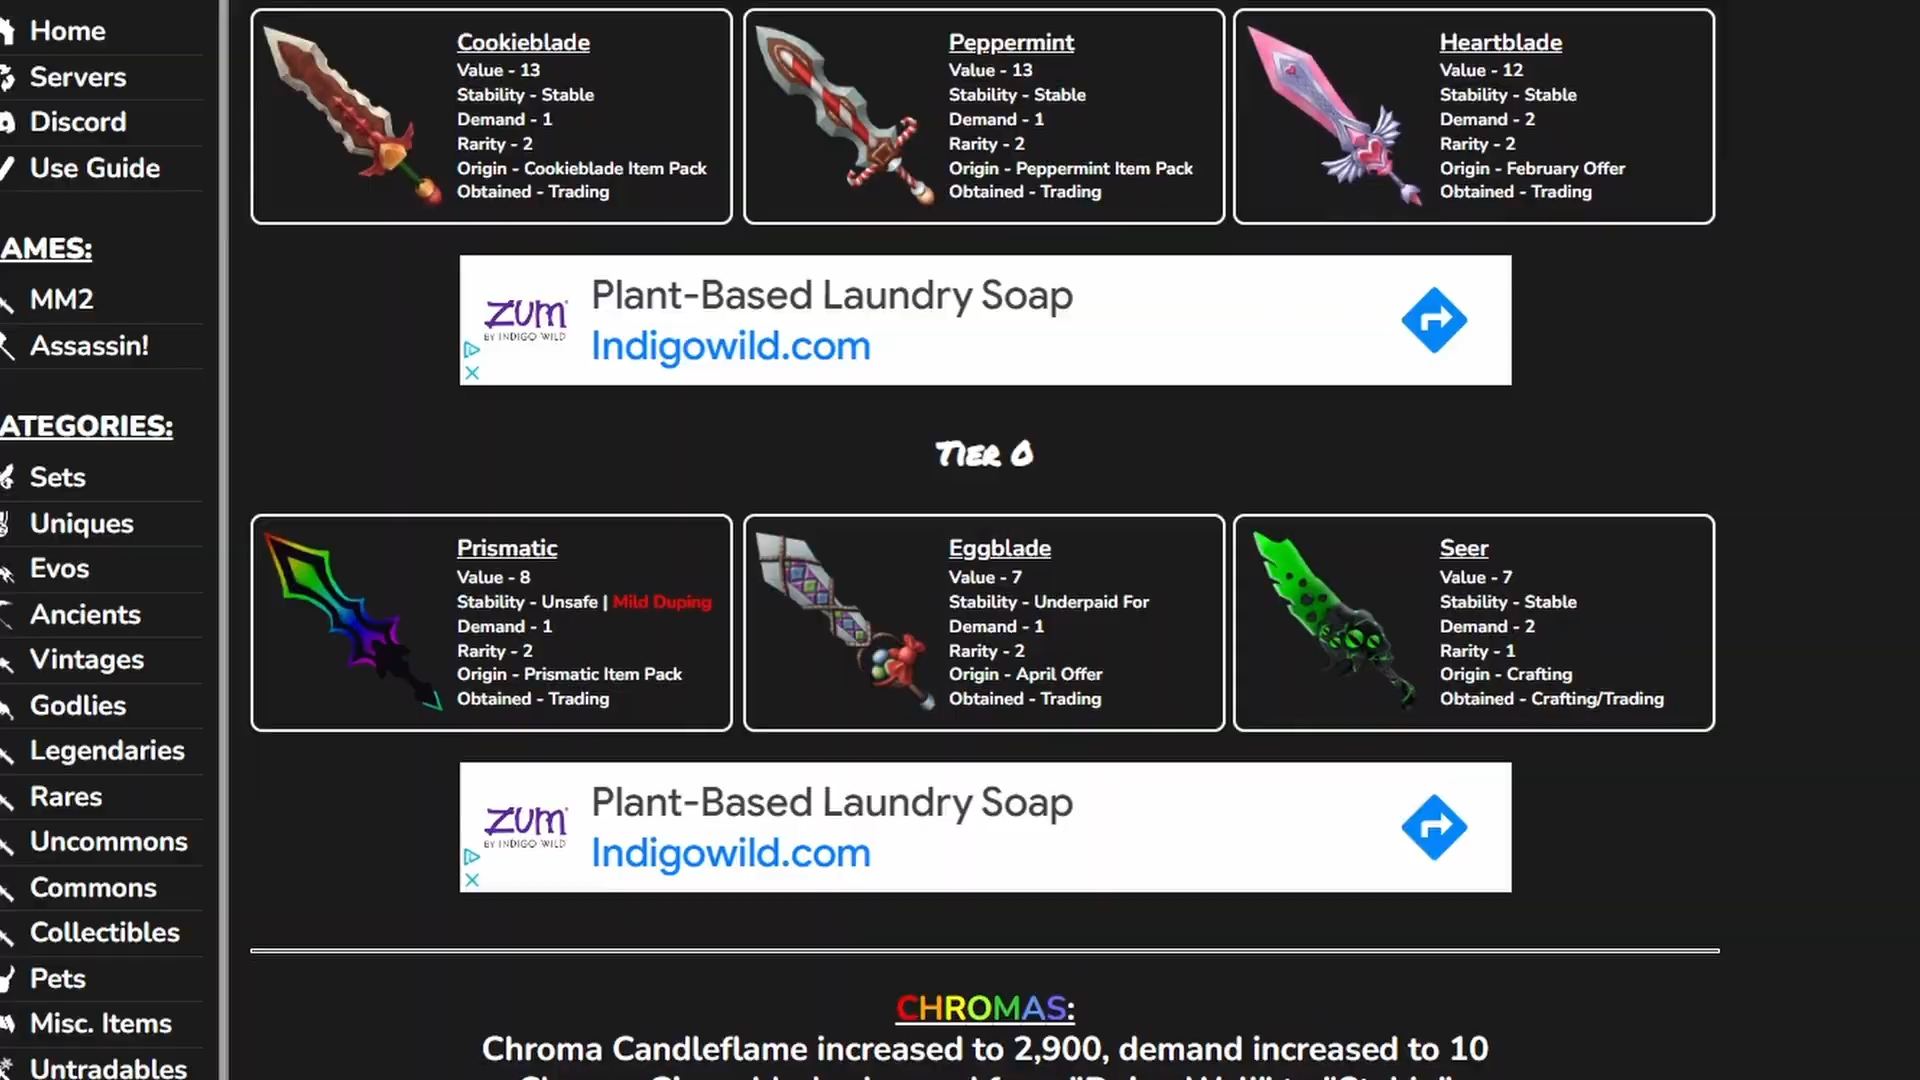 Home
Servers
Discord
Use Guide
AMES:
MM2
Assassin!
ATEGORIES:
Sets
Uniques
Evos
Ancients
Vintages
Godlies
Legendaries
Rares
Uncommons
Commons
Collectibles
Pets
Misc. Items
Untradables
Cookieblade
Value - 13
Stability - Stable
Demand - 1
Rarity - 2
Origin - Cookieblade Item Pack
Obtained - Trading
Peppermint
Value - 13
Stability - Stable
Demand - 1
Rarity - 2
Origin - Peppermint Item Pack
Obtained - Trading
Heartblade
Value - 12
Stability - Stable
Demand - 2
Rarity - 2
Origin - February Offer
Obtained - Trading
zum
BY INDIGO WILD
Plant-Based Laundry Soap
Indigowild.com
Tier 0
Prismatic
Value - 8
Stability - Unsafe | Mild Duping
Demand - 1
Rarity - 2
Origin - Prismatic Item Pack
Obtained - Trading
Eggblade
Value - 7
Stability - Underpaid For
Demand - 1
Rarity - 2
Origin - April Offer
Obtained - Trading
Seer
Value - 7
Stability - Stable
Demand - 2
Rarity - 1
Origin - Crafting
Obtained - Crafting/Trading
zum
BY INDIGO WILD
Plant-Based Laundry Soap
Indigowild.com
CHROMAS:
Chroma Candleflame increased to 2,900, demand increased to 10